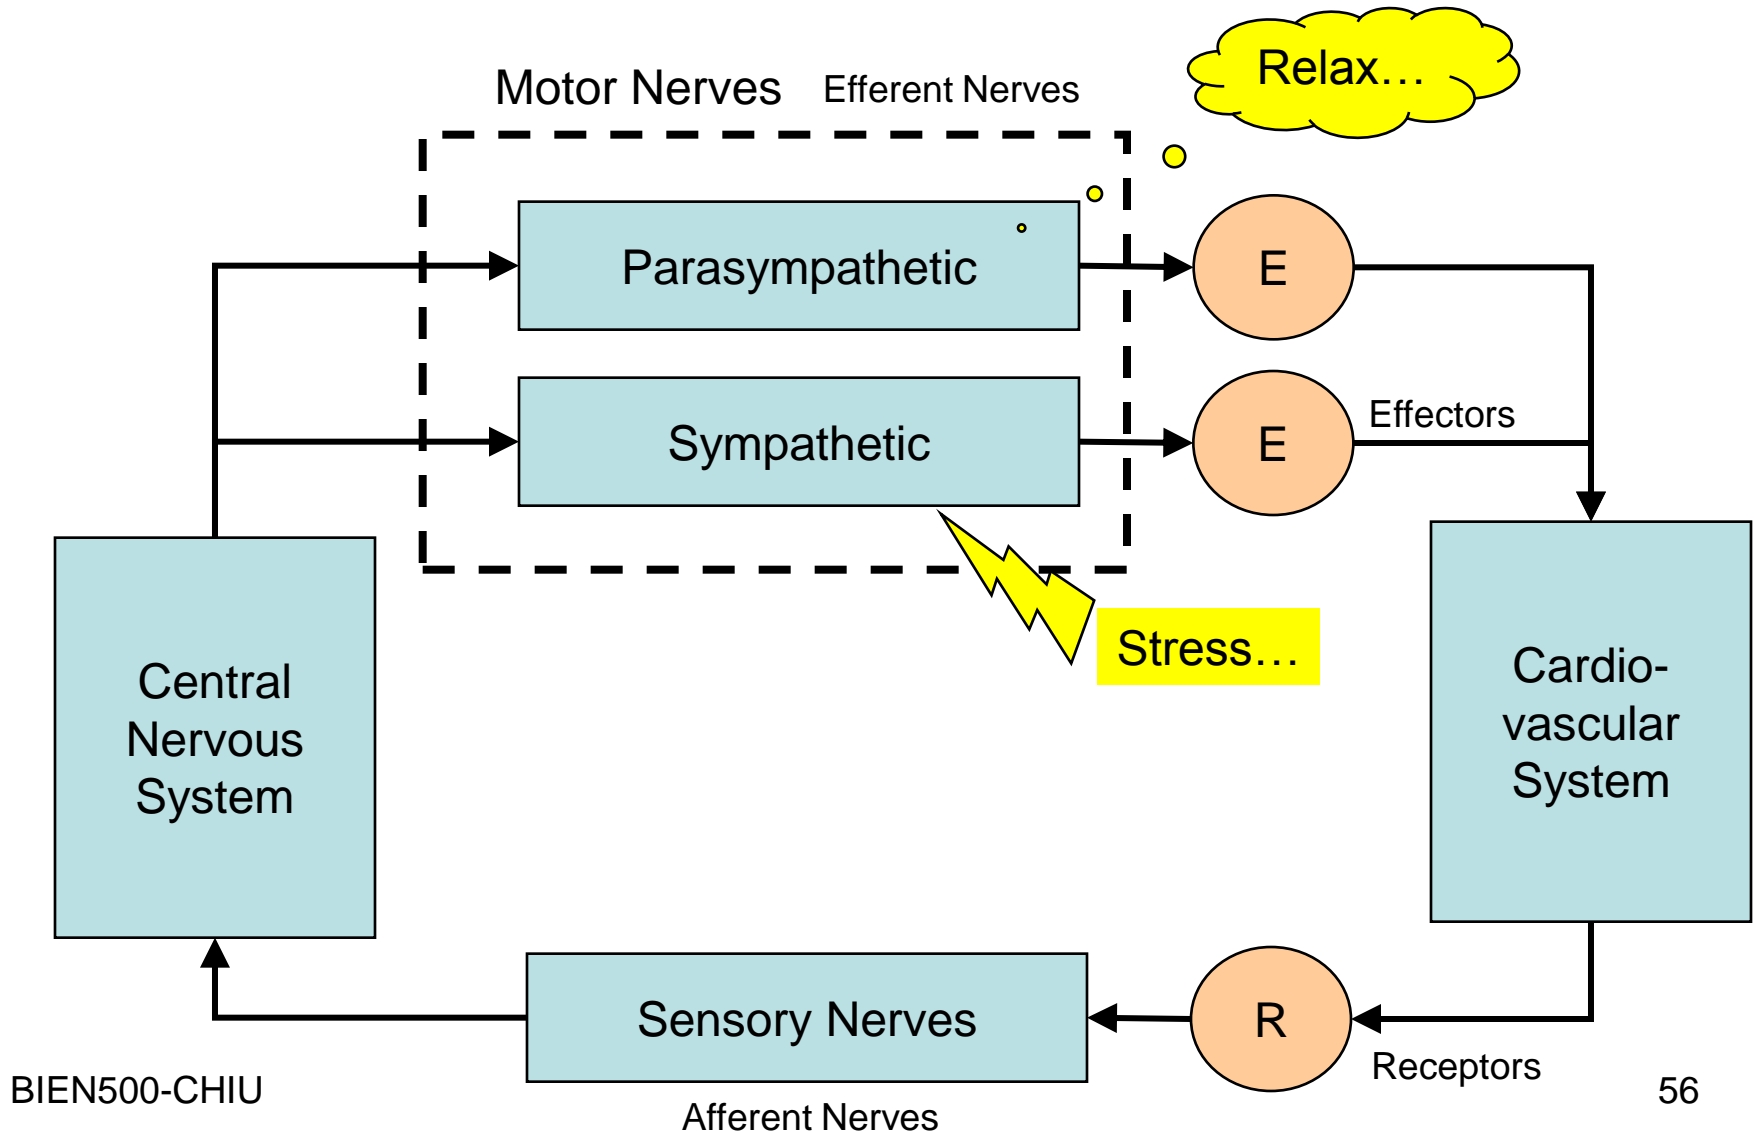 Relax…
Motor Nerves Efferent Nerves
Parasympathetic
E
Sympathetic
E
Effectors
Stress…
Central
Nervous
System
Cardio-
vascular
System
Sensory Nerves
R
Receptors
Afferent Nerves
BIEN500-CHIU
56